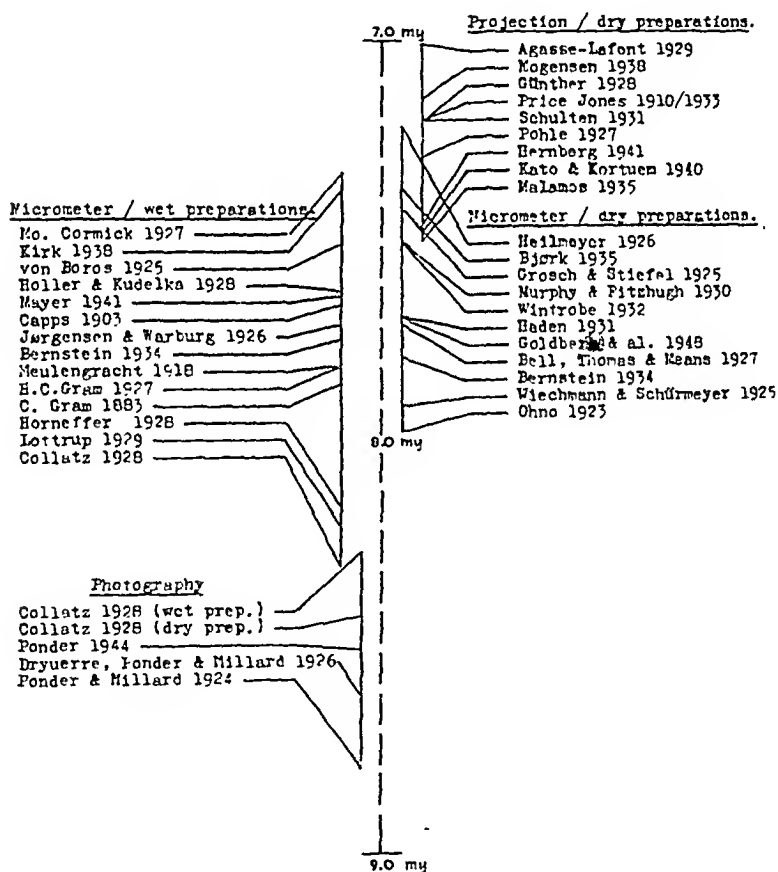 Projection / dry preparations.
7.0 my
Agasse-Lafont 1929
Mogensen 1938
Günther 1928
Price Jones 1910/1933
Schulten 1931
Pohle 1927
Hernberg 1941
Kato & Kortuem 1940
Malamos 1935
Micrometer / dry preparations.
Heilmeyer 1926
Bjørk 1935
Grosch & Stiefel 1925
Murphy & Fitzhugh 1930
Wintrobe 1932
Haden 1931
Goldberg & al. 1948
Bell, Thomas & Means 1927
Bernstein 1934
Wiechmann & Schürmeyer 1925
Ohno 1923
Micrometer / wet preparations.
Mo. Cormick 1927
Kirk 1938
von Boros 1925
Holler & Kudelka 1928
Mayer 1941
Capps 1903
Jørgensen & Warburg 1926
Bernstein 1934
Meulengracht 1918
H.C.Gram 1927
C. Gram 1883
Horneffer 1928
Lottrup 1929
Collatz 1928
8.0 my
Photography
Collatz 1928 (wet prep.)
Collatz 1928 (dry prep.)
Ponder 1944
Dryuerre, Ponder & Millard 1926
Ponder & Millard 1924
9.0 my